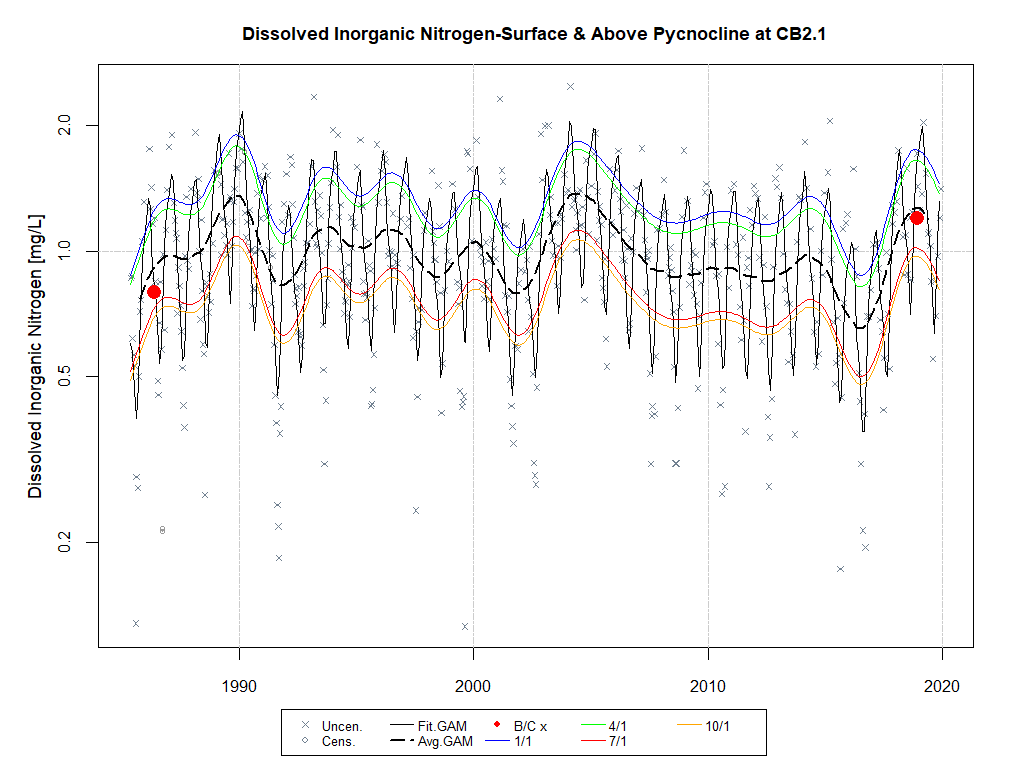 Dissolved Inorganic Nitrogen-Surface & Above Pycnocline at CB2.1
Dissolved Inorganic Nitrogen [mg/L]
2.0
1.0
0.5
0.2
1990 2000 2010 2020
Uncen. Fit.GAM B/C x 4/1 10/1
Cens. Avg.GAM 1/1 7/1